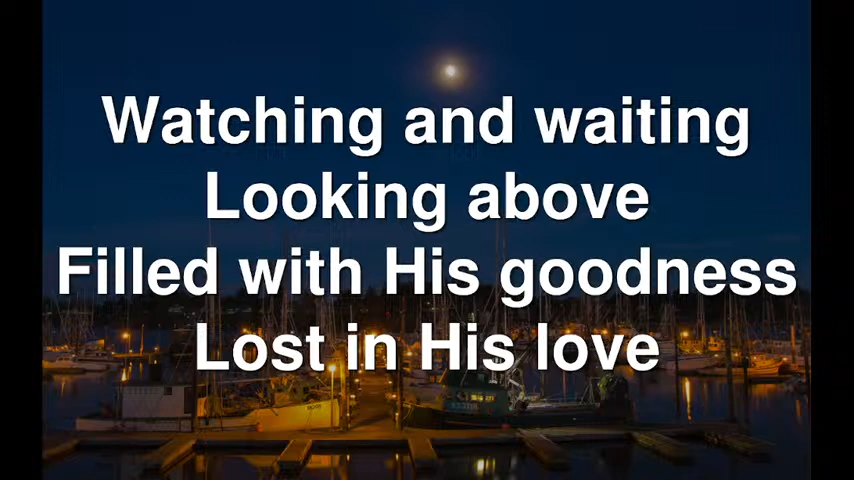 Watching and waiting
Looking above
Filled with His goodness
Lost in His love